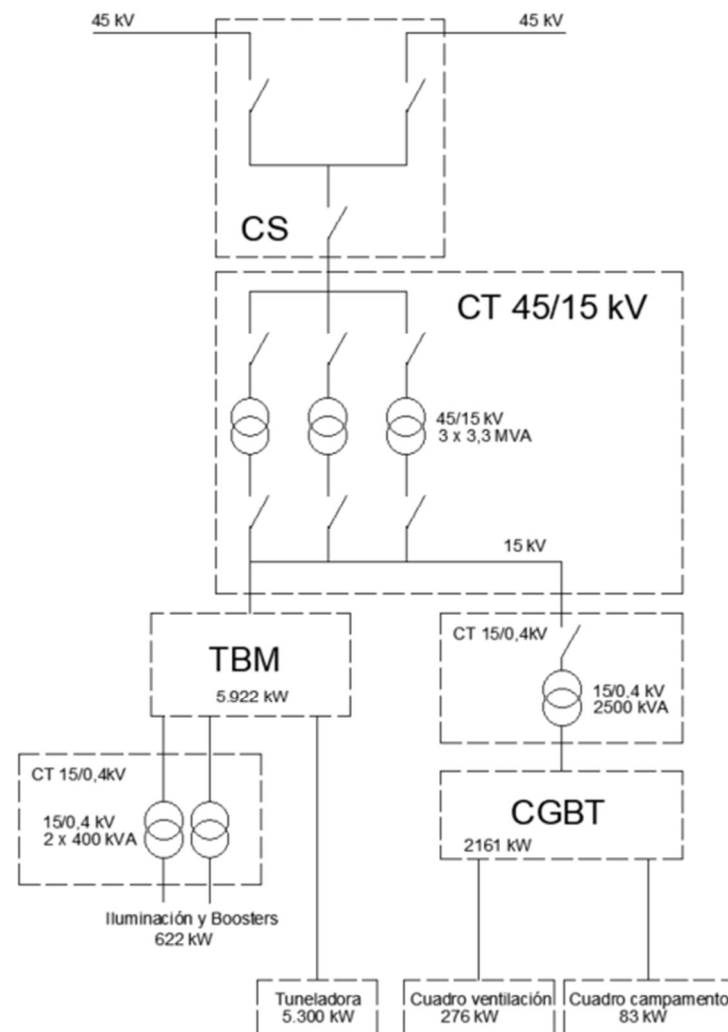 45 kV
45 kV
CS
CT 45/15 kV
45/15 kV
3 x 3,3 MVA
15 kV
TBM
5.922 kW
CT 15/0,4kV
15/0,4 kV
2500 kVA
CT 15/0,4kV
15/0,4 kV
2 x 400 kVA
CGBT
2161 kW
Iluminación y Boosters
622 kW
Tuneladora
5.300 kW
Cuadro ventilación
276 kW
Cuadro campamento
83 kW